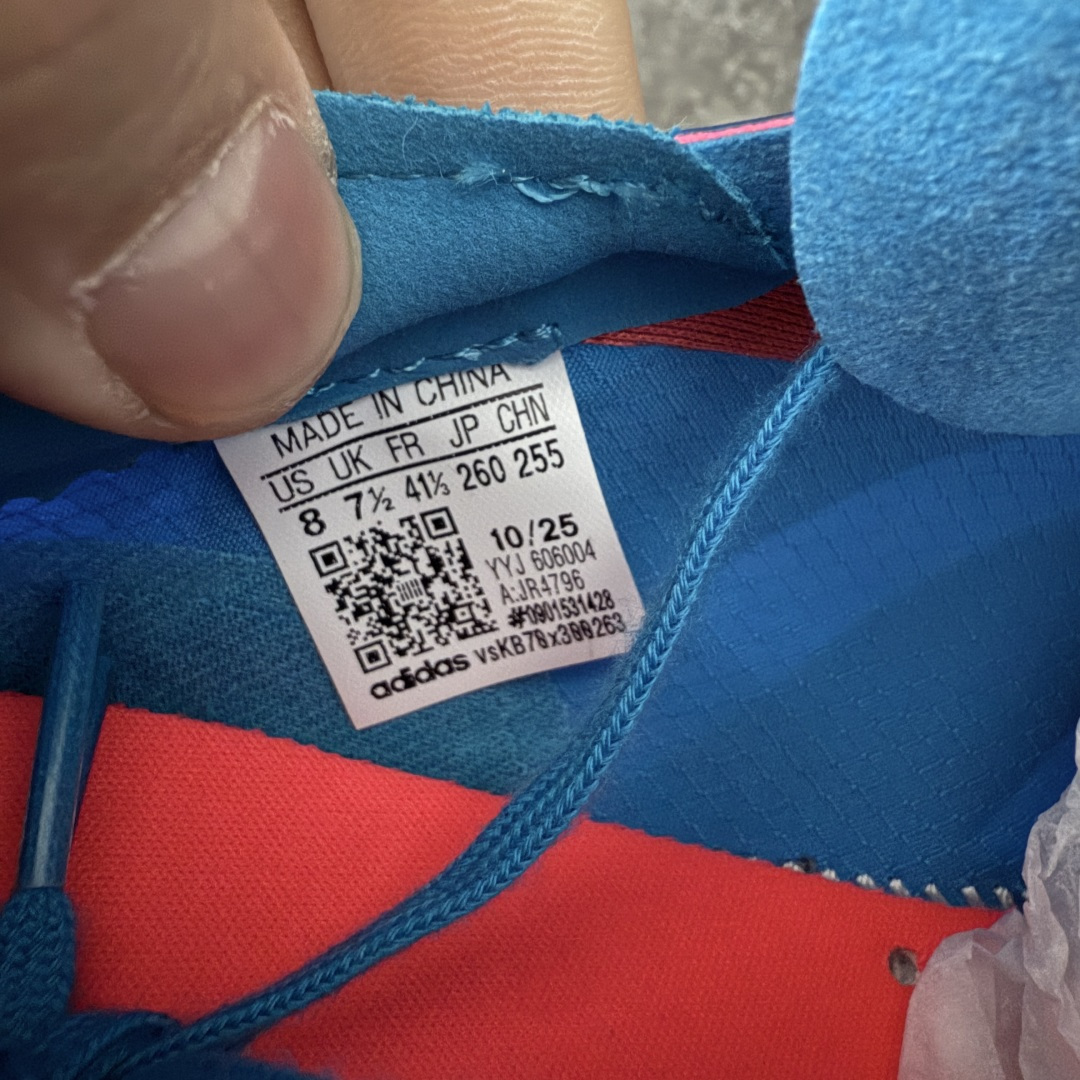 MADE IN CHINA
US UK FR JP CHN
8 7½ 41⅓ 260 255
10/25
YYJ 606004
A:JR4796
#0901531428
adidas vsKB70x300263